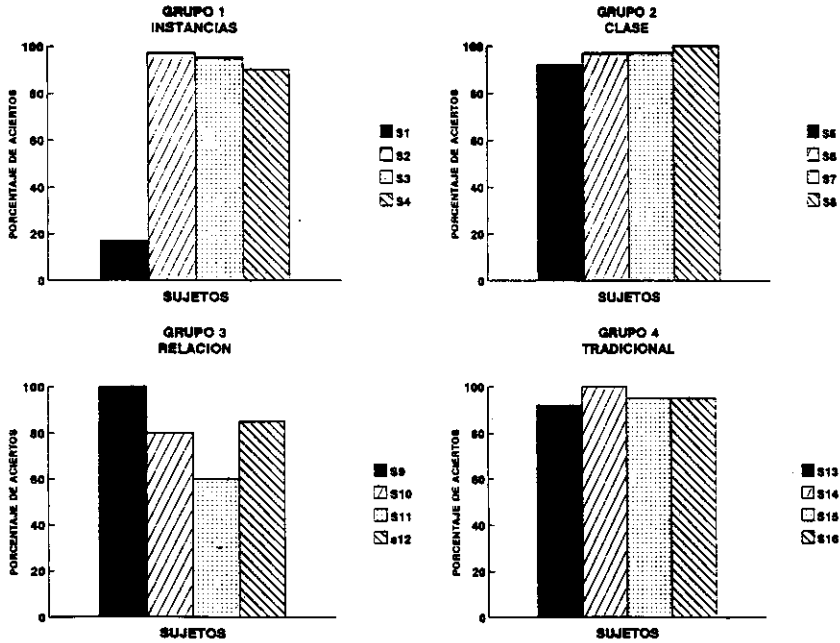 GRUPO 1
INSTANCIAS
PORCENTAJE DE ACIERTOS
100
80
60
40
20
0
SUJETOS
S1
S2
S3
S4
GRUPO 2
CLASE
PORCENTAJE DE ACIERTOS
100
80
60
40
20
0
SUJETOS
S5
S6
S7
S8
GRUPO 3
RELACION
PORCENTAJE DE ACIERTOS
100
80
60
40
20
0
SUJETOS
S9
S10
S11
s12
GRUPO 4
TRADICIONAL
PORCENTAJE DE ACIERTOS
100
80
60
40
20
0
SUJETOS
S13
S14
S15
S16